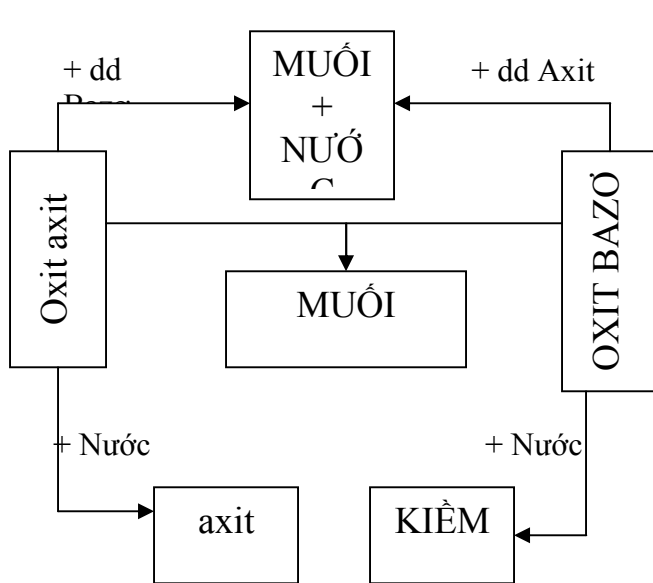 + dd
MUỐI
+
NƯỚ
+ dd Axit
Oxit axit
OXIT BAZƠ
MUỐI
+ Nước
+ Nước
axit
KIỀM